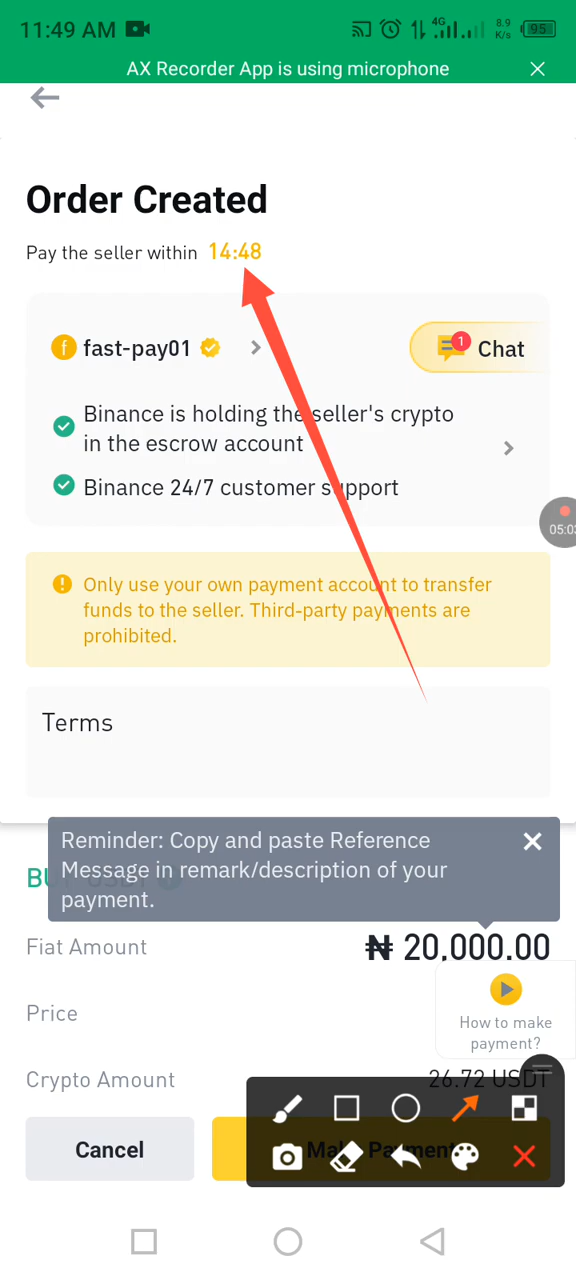 11:49 AM
4G
8.9
K/s
95
AX Recorder App is using microphone
Order Created
Pay the seller within 14:48
f fast-pay01
1
Chat
Binance is holding the seller's crypto
in the escrow account
Binance 24/7 customer support
05:03
Only use your own payment account to transfer
funds to the seller. Third-party payments are
prohibited.
Terms
Reminder: Copy and paste Reference
Message in remark/description of your
payment.
Fiat Amount
₦ 20,000.00
How to make
payment?
Price
Crypto Amount
26.72 USDT
Cancel
Make Payment